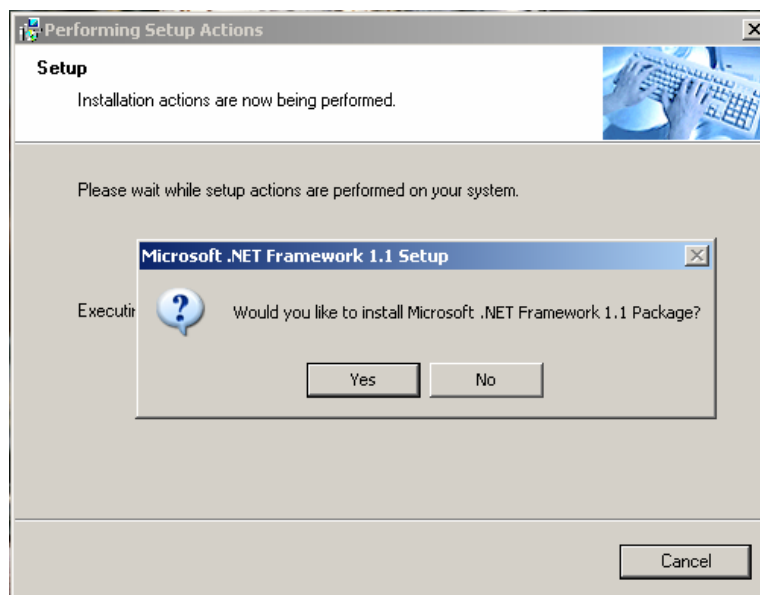 Performing Setup Actions
Setup
Installation actions are now being performed.
Please wait while setup actions are performed on your system.
Microsoft .NET Framework 1.1 Setup
Would you like to install Microsoft .NET Framework 1.1 Package?
Yes No
Cancel